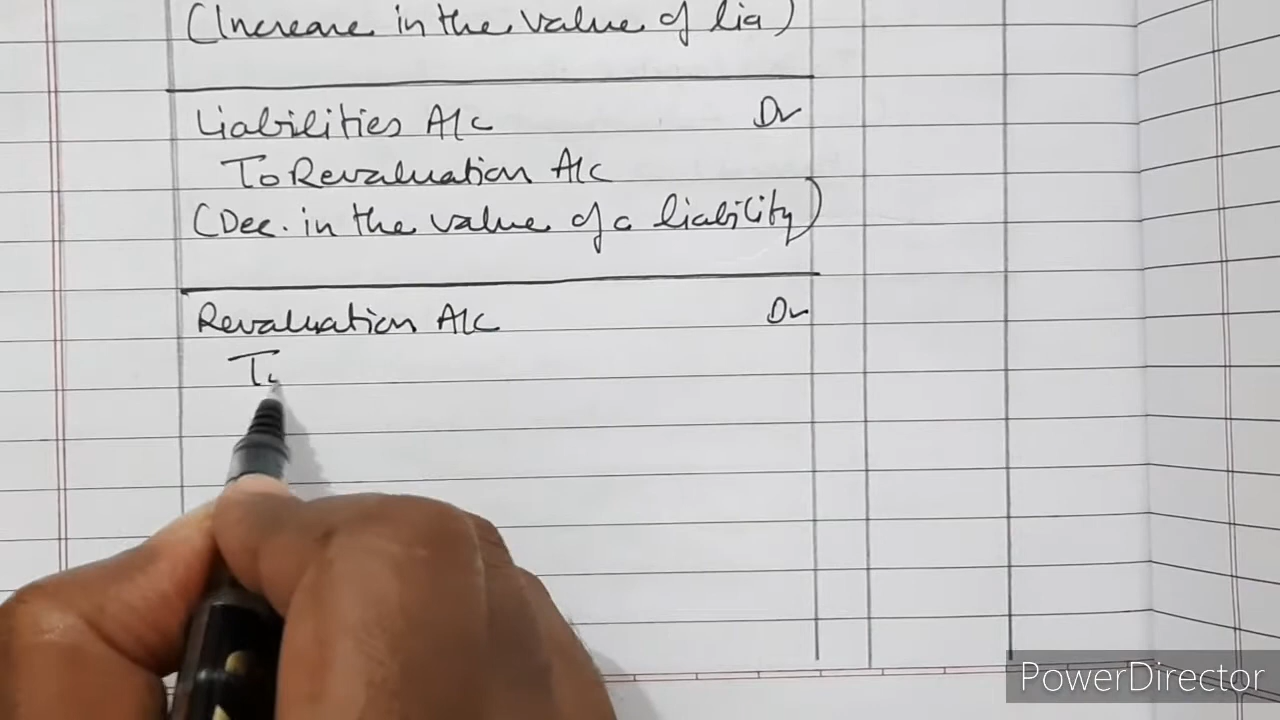 (Increase in the value of lia)
Liabilities A/c Dr
To Revaluation A/c
(Dec. in the value of a liability)
Revaluation A/c Dr
To
PowerDirector